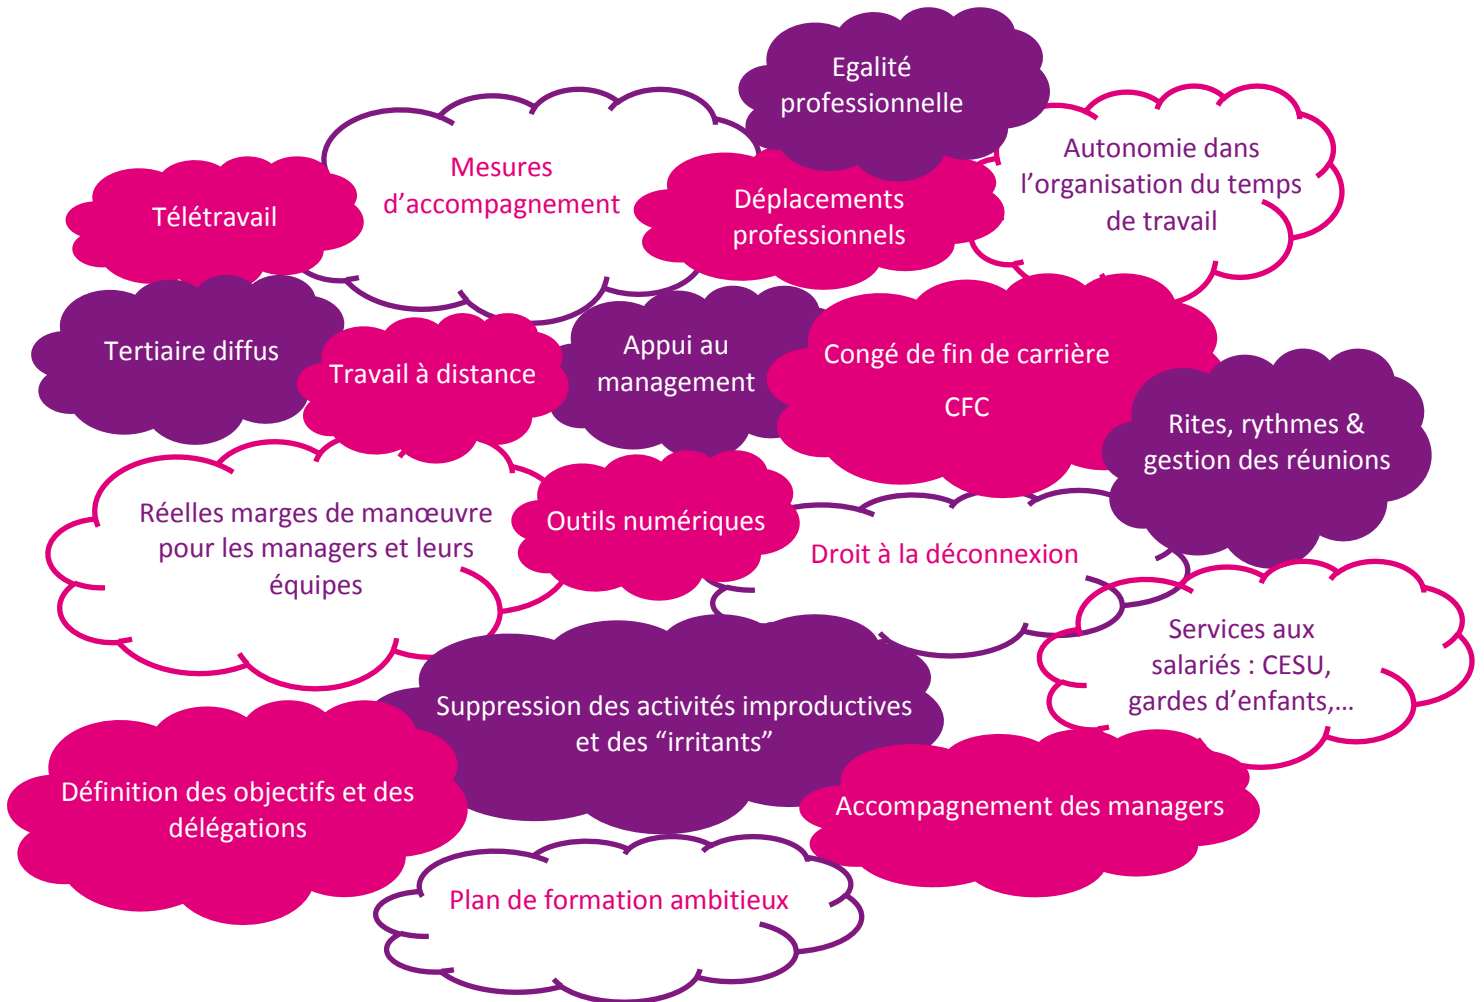 Egalité
professionnelle
Mesures
d’accompagnement
Autonomie dans
l’organisation du temps
de travail
Télétravail
Déplacements
professionnels
Tertiaire diffus
Travail à distance
Appui au
management
Congé de fin de carrière
CFC
Rites, rythmes &
gestion des réunions
Réelles marges de manœuvre
pour les managers et leurs
équipes
Outils numériques
Droit à la déconnexion
Services aux
salariés : CESU,
gardes d’enfants,…
Suppression des activités improductives
et des “irritants”
Définition des objectifs et des
délégations
Accompagnement des managers
Plan de formation ambitieux